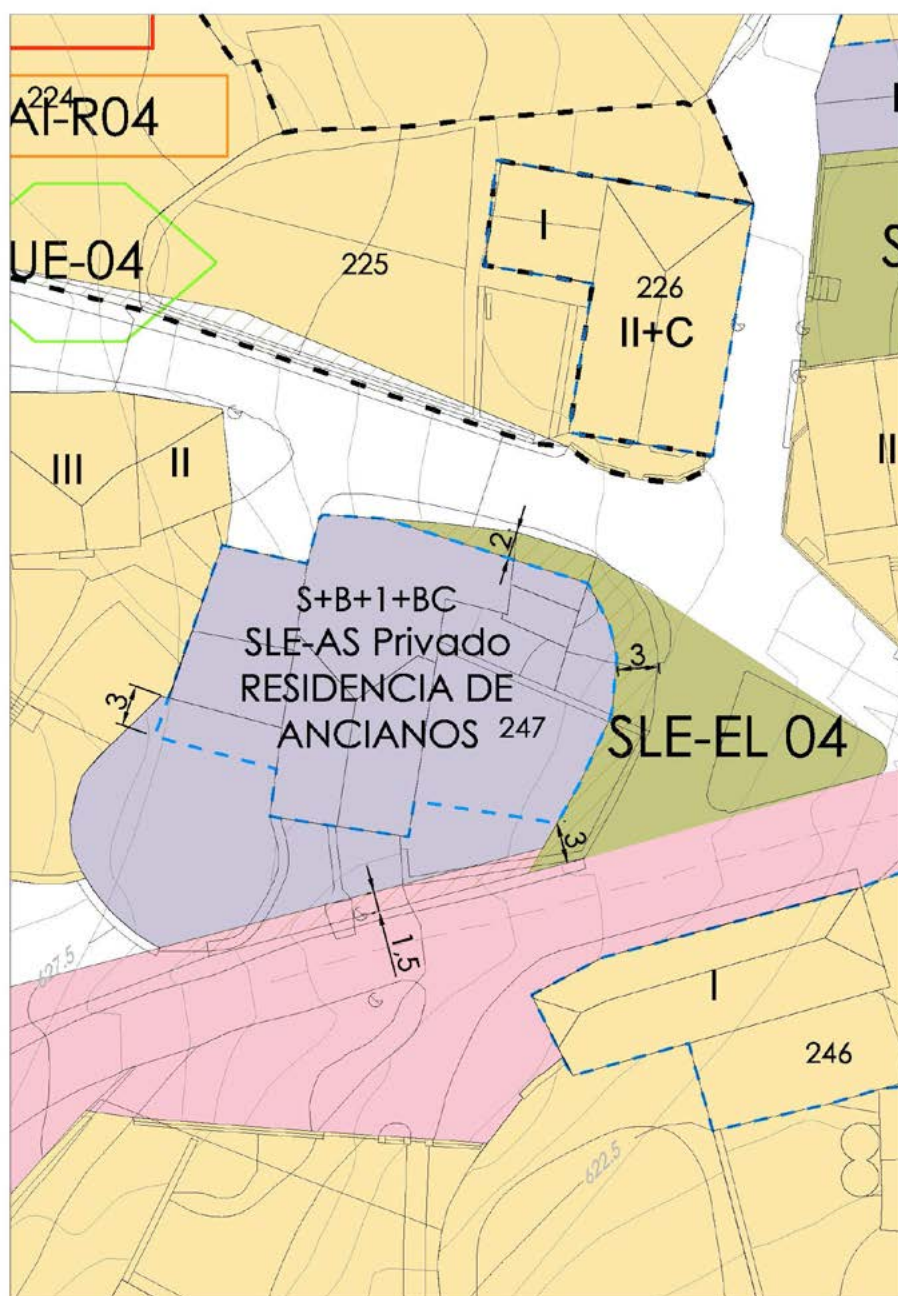 224
AI-R04
UE-04
225
I
226
II+C
S
III
II
II
2
S+B+1+BC
SLE-AS Privado
RESIDENCIA DE
ANCIANOS 247
3
3
SLE-EL 04
3
1,5
627.5
I
246
622.5